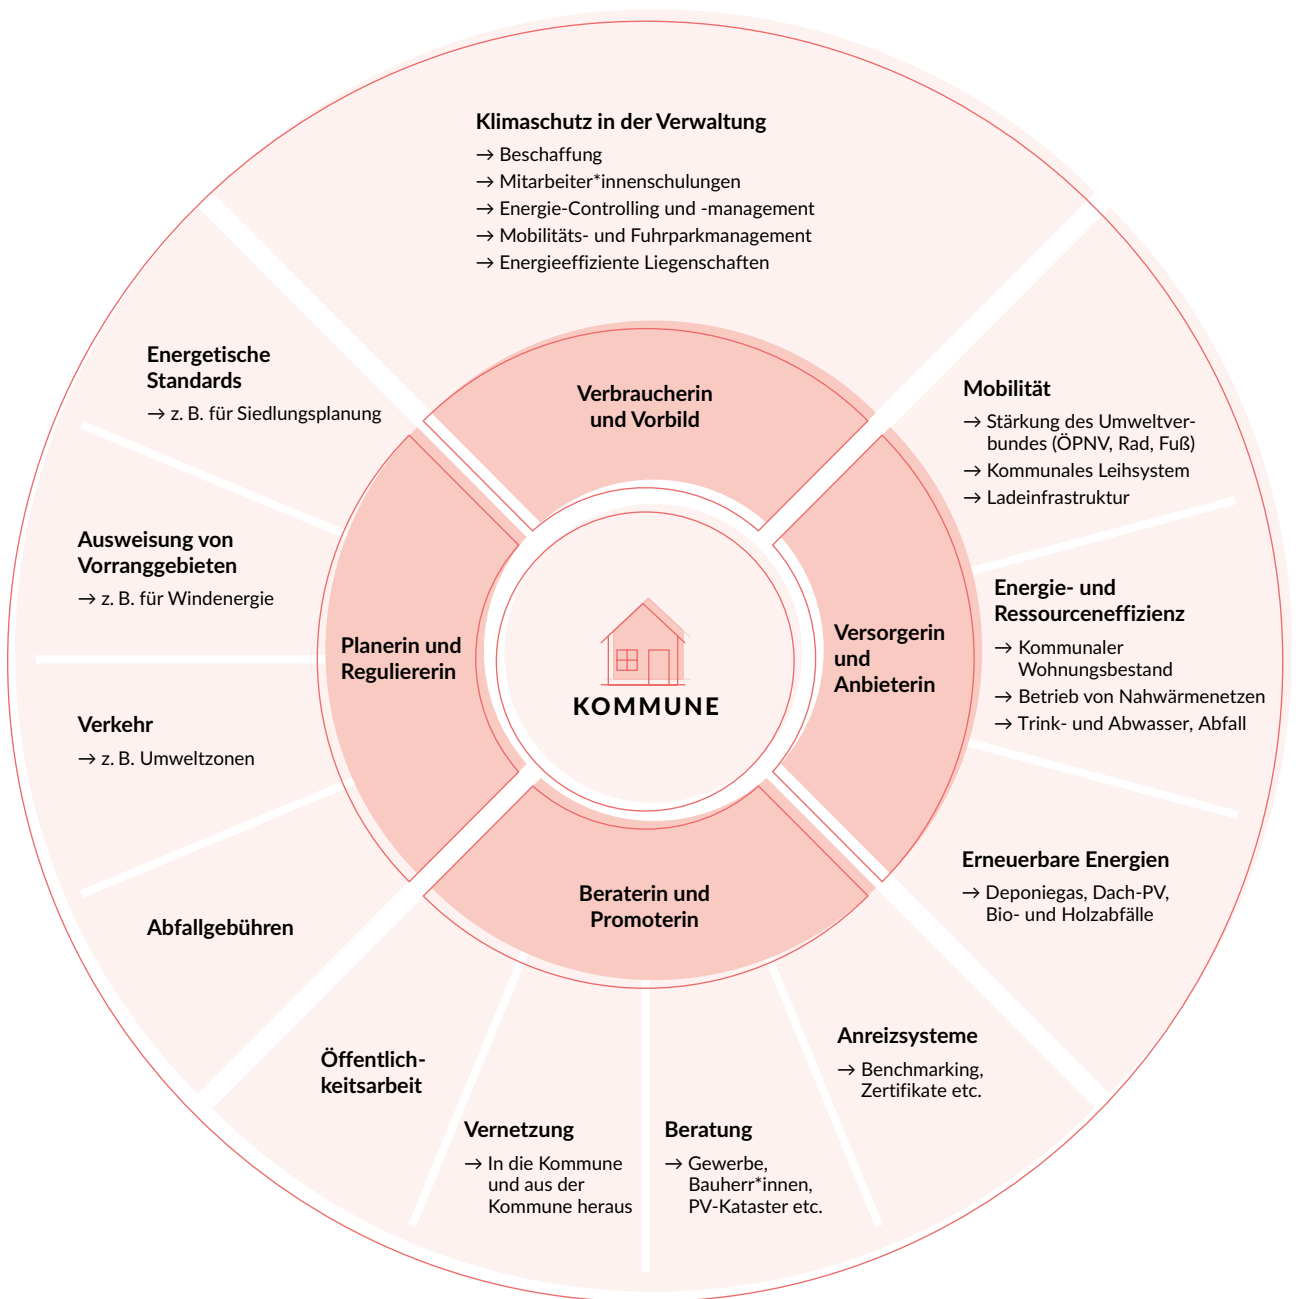 Klimaschutz in der Verwaltung
→ Beschaffung
→ Mitarbeiter*innenschulungen
→ Energie-Controlling und -management
→ Mobilitäts- und Fuhrparkmanagement
→ Energieeffiziente Liegenschaften
Verbraucherin
und Vorbild
Mobilität
→ Stärkung des Umweltver-
bundes (ÖPNV, Rad, Fuß)
→ Kommunales Leihsystem
→ Ladeinfrastruktur
Energie- und
Ressourceneffizienz
→ Kommunaler
Wohnungsbestand
→ Betrieb von Nahwärmenetzen
→ Trink- und Abwasser, Abfall
Erneuerbare Energien
→ Deponiegas, Dach-PV,
Bio- und Holzabfälle
Versorgerin
und
Anbieterin
KOMMUNE
Planerin und
Reguliererin
Energetische
Standards
→ z. B. für Siedlungsplanung
Ausweisung von
Vorranggebieten
→ z. B. für Windenergie
Verkehr
→ z. B. Umweltzonen
Abfallgebühren
Beraterin und
Promoterin
Öffentlich-
keitsarbeit
Vernetzung
→ In die Kommune
und aus der
Kommune heraus
Beratung
→ Gewerbe,
Bauherr*innen,
PV-Kataster etc.
Anreizsysteme
→ Benchmarking,
Zertifikate etc.